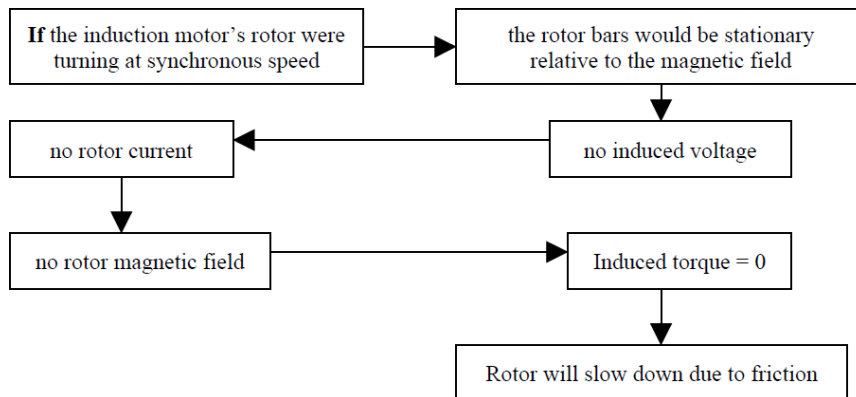 If the induction motor’s rotor were
turning at synchronous speed
the rotor bars would be stationary
relative to the magnetic field
no induced voltage
no rotor current
no rotor magnetic field
Induced torque = 0
Rotor will slow down due to friction